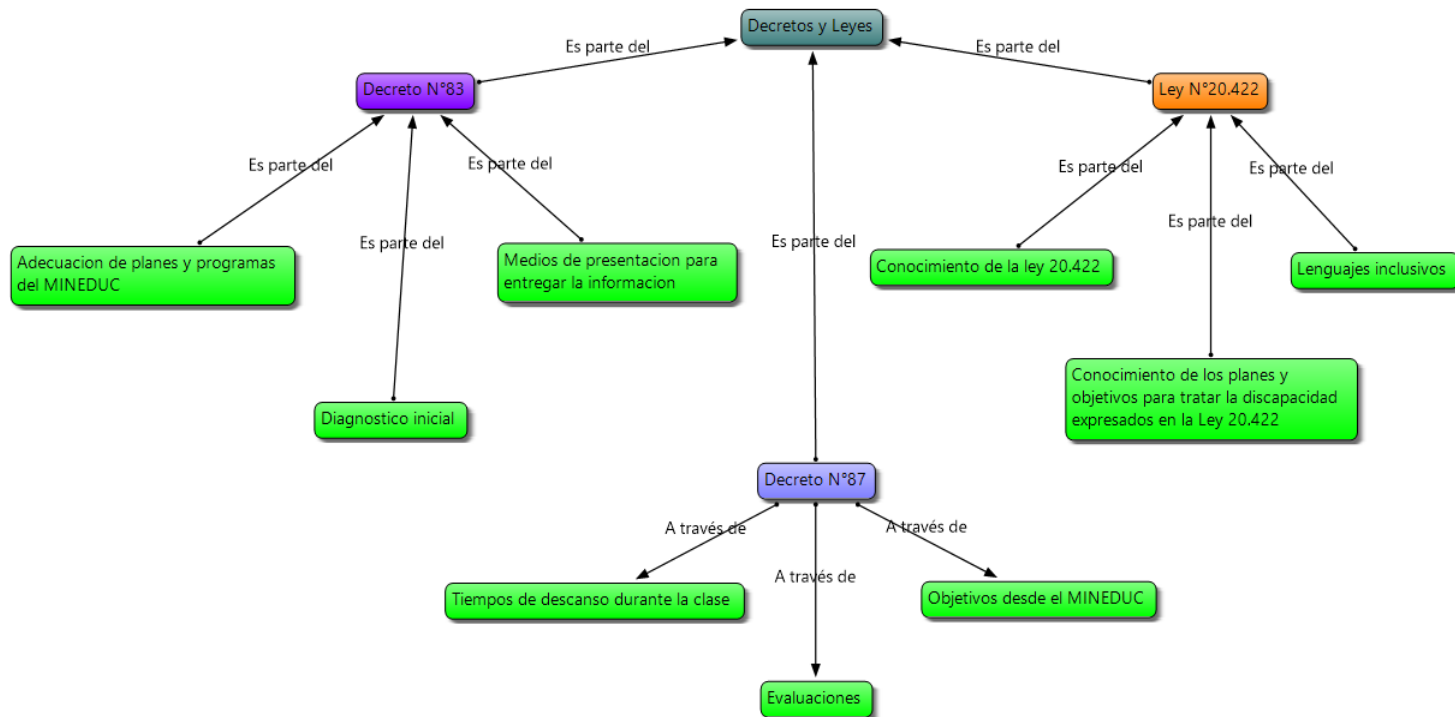 Decretos y Leyes
Es parte del
Es parte del
Decreto N°83
Ley N°20.422
Es parte del
Es parte del
Es parte del
Es parte del
Es parte del
Es parte del
Es parte del
Es parte del
Adecuacion de planes y programas
del MINEDUC
Medios de presentacion para
entregar la informacion
Conocimiento de la ley 20.422
Lenguajes inclusivos
Conocimiento de los planes y
objetivos para tratar la discapacidad
expresados en la Ley 20.422
Diagnostico inicial
Decreto N°87
A través de
A través de
A través de
Tiempos de descanso durante la clase
Objetivos desde el MINEDUC
Evaluaciones